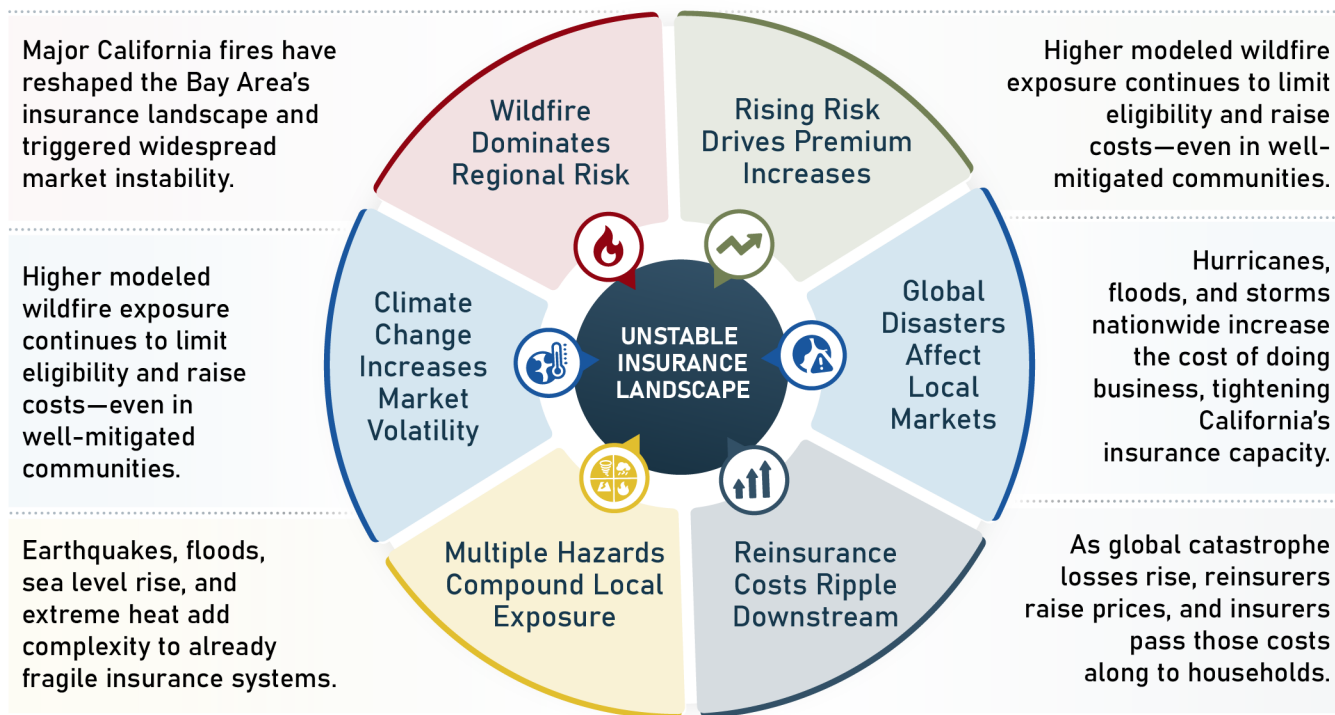 Major California fires have
reshaped the Bay Area's
insurance landscape and
triggered widespread
market instability.
Wildfire
Dominates
Regional Risk
Rising Risk
Drives Premium
Increases
Higher modeled wildfire
exposure continues to limit
eligibility and raise
costs—even in well-
mitigated communities.
Higher modeled
wildfire exposure
continues to limit
eligibility and raise
costs—even in
well-mitigated
communities.
Climate
Change
Increases
Market
Volatility
UNSTABLE
INSURANCE
LANDSCAPE
Global
Disasters
Affect
Local
Markets
Hurricanes,
floods, and storms
nationwide increase
the cost of doing
business, tightening
California's
insurance capacity.
Earthquakes, floods,
sea level rise, and
extreme heat add
complexity to already
fragile insurance systems.
Multiple Hazards
Compound Local
Exposure
Reinsurance
Costs Ripple
Downstream
As global catastrophe
losses rise, reinsurers
raise prices, and insurers
pass those costs
along to households.